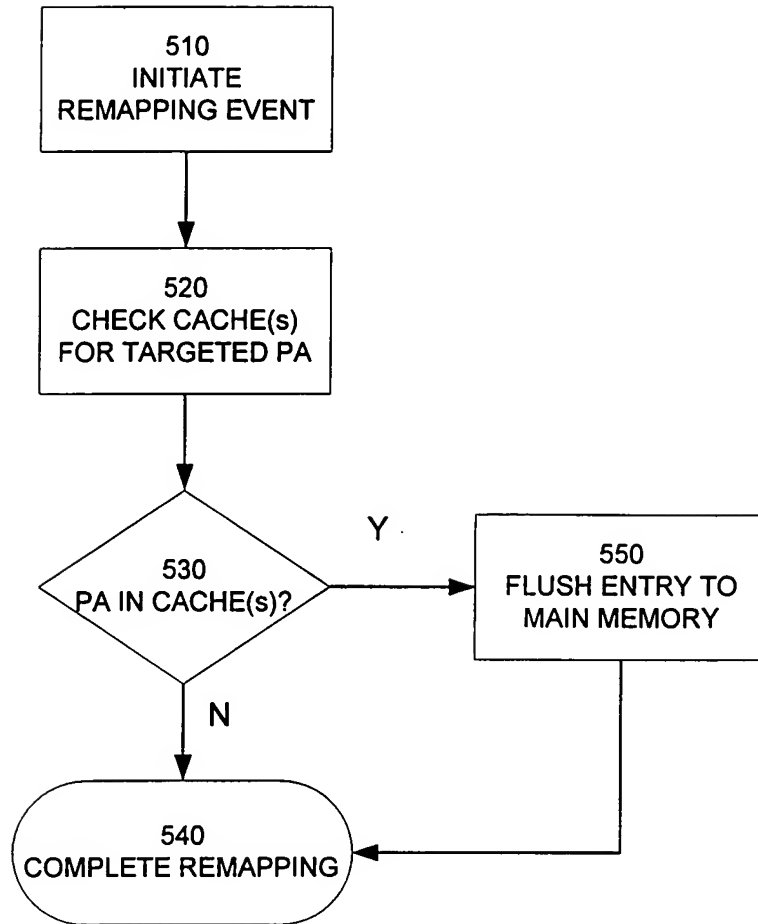 510
INITIATE
REMAPPING EVENT
520
CHECK CACHE(s)
FOR TARGETED PA
530
PA IN CACHE(s)?
Y
550
FLUSH ENTRY TO
MAIN MEMORY
N
540
COMPLETE REMAPPING